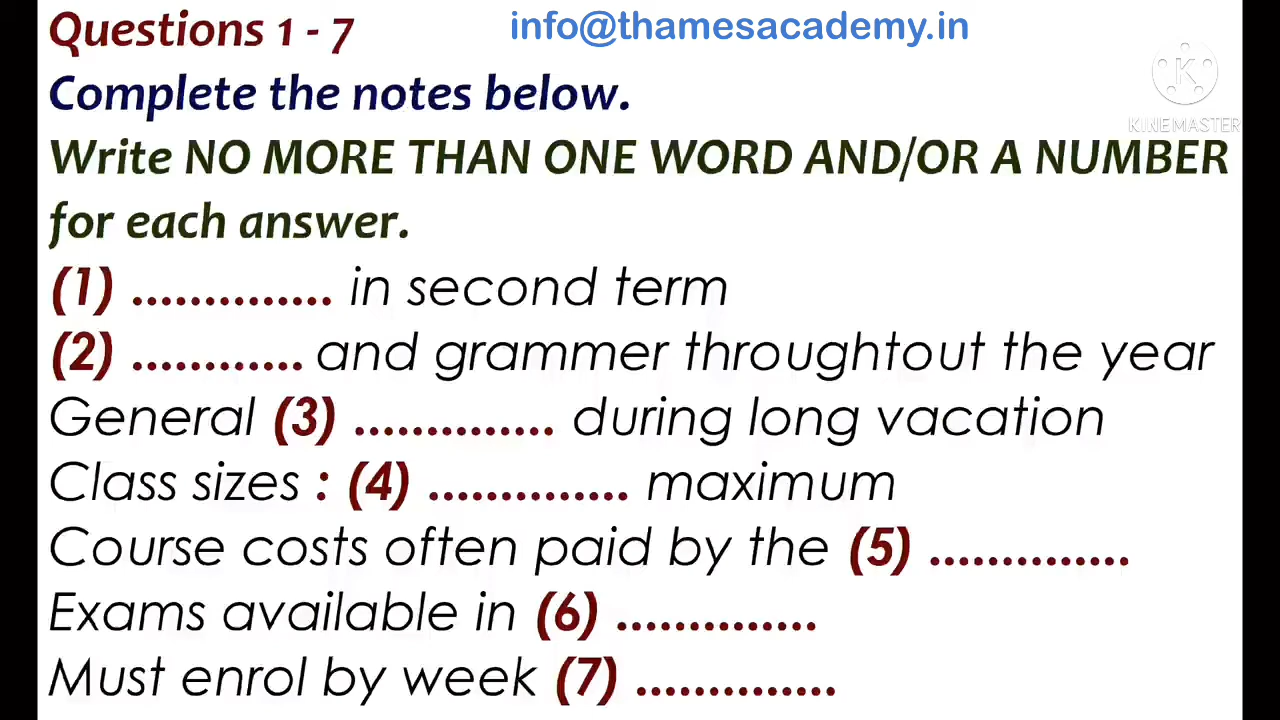 Questions 1 - 7 info@thamesacademy.in
Complete the notes below.
KINEMASTER
Write NO MORE THAN ONE WORD AND/OR A NUMBER
for each answer.
(1) .............. in second term
(2) ............ and grammer throughtout the year
General (3) .............. during long vacation
Class sizes : (4) .............. maximum
Course costs often paid by the (5) ..............
Exams available in (6) ..............
Must enrol by week (7) ..............